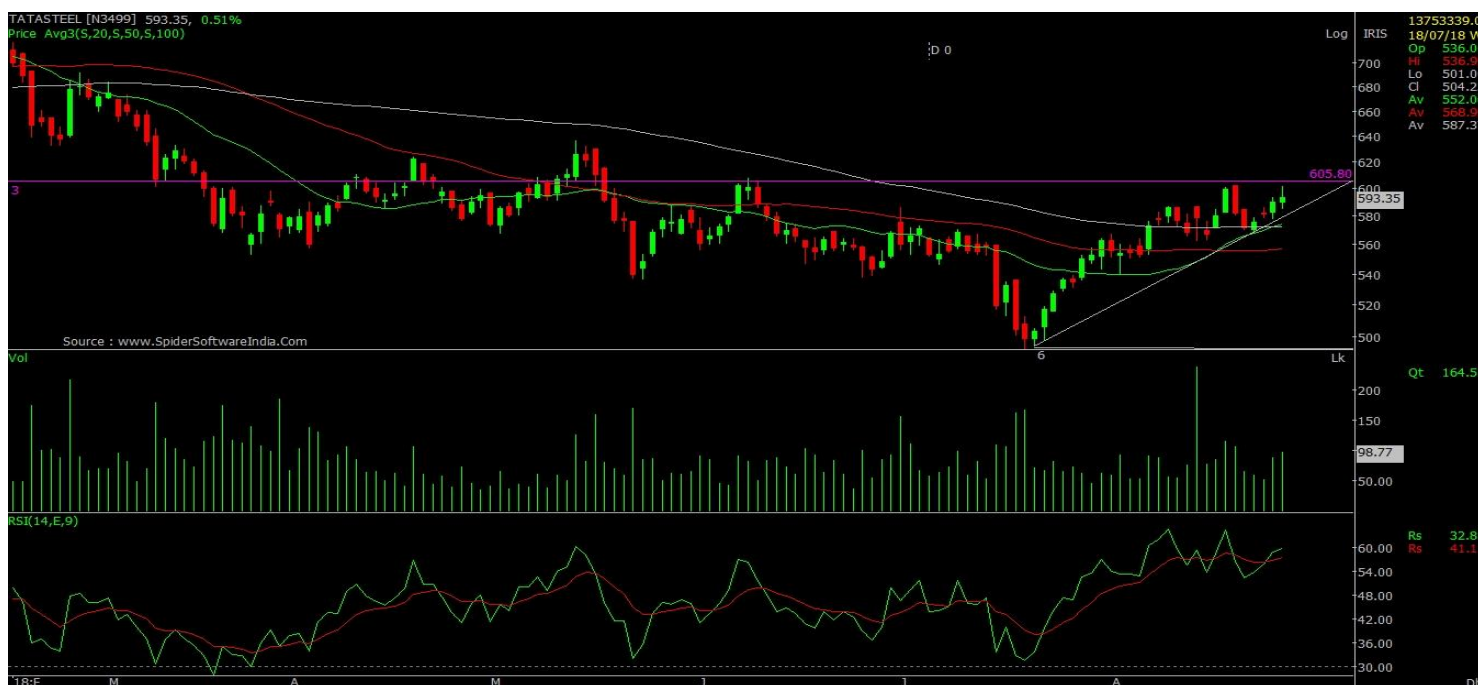 TATASTEEL [N3499] 593.35, 0.51%
Price Avg3(S,20,S,50,S,100)
Log IRIS
D 0
700
680
660
640
620
600
580
560
540
520
500
605.80
593.35
3
6
Source : www.SpiderSoftwareIndia.Com
13753339.0
18/07/18 W
Op 536.0
Hi 536.9
Lo 501.0
Cl 504.2
Av 552.0
Av 568.9
Av 587.3
Vol
Lk
Qt 164.5
200
150
98.77
50.00
RSI(14,E,9)
Rs 32.8
Rs 41.1
60.00
54.00
48.00
42.00
36.00
30.00
'18:F M A M J J A